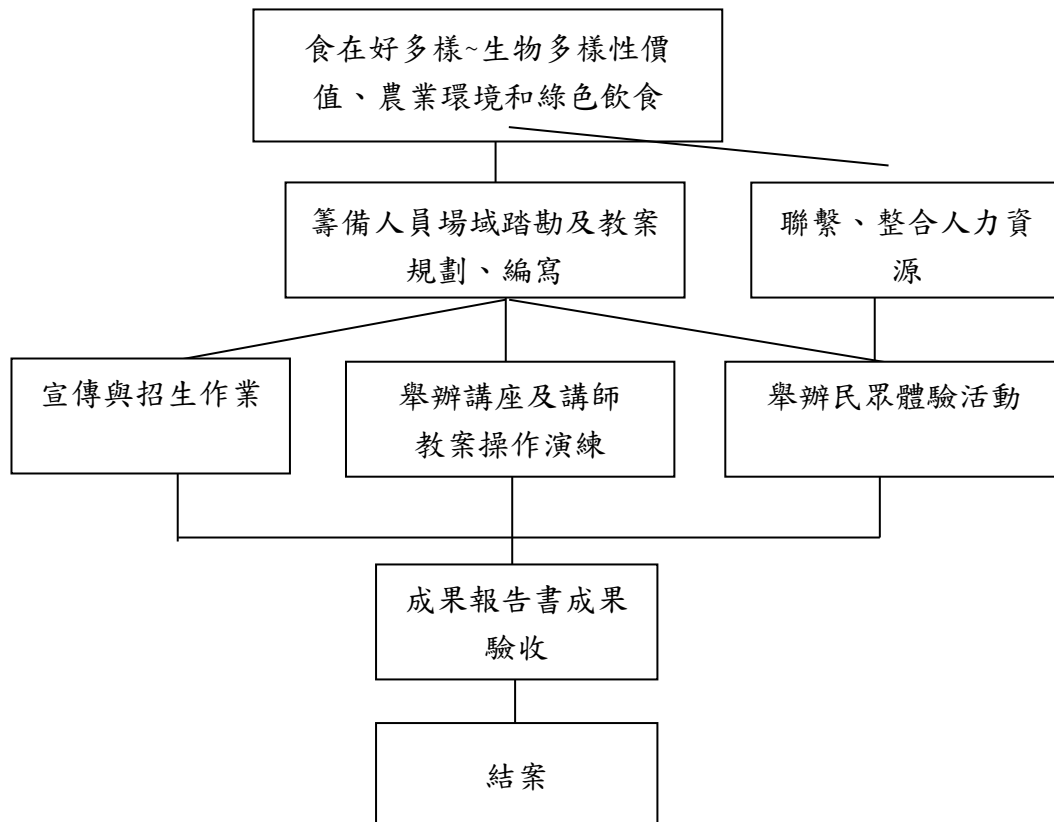 食在好多樣~生物多樣性價
值、農業環境和綠色飲食
籌備人員場域踏勘及教案
規劃、編寫
聯繫、整合人力資
源
宣傳與招生作業
舉辦講座及講師
教案操作演練
舉辦民眾體驗活動
成果報告書成果
驗收
結案